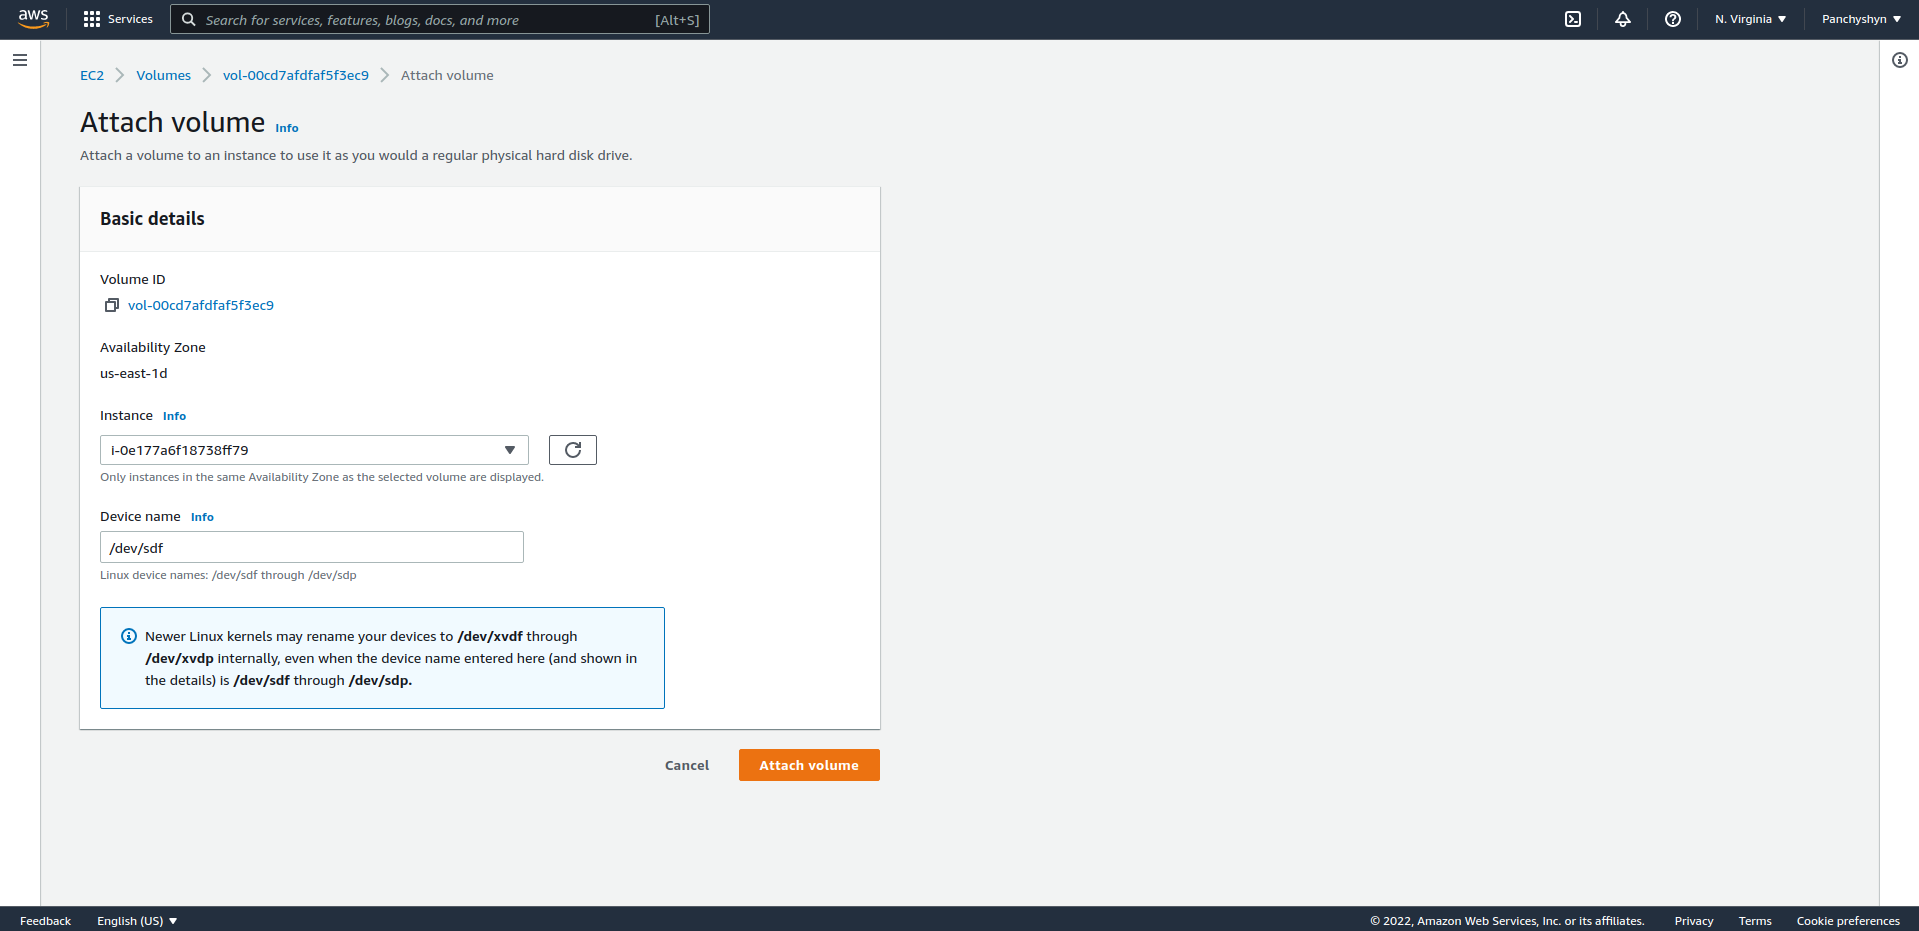 aws
Services
Search for services, features, blogs, docs, and more
[Alt+S]
N. Virginia
Panchyshyn
EC2
Volumes
vol-00cd7afdfaf5f3ec9
Attach volume
Attach volume Info
Attach a volume to an instance to use it as you would a regular physical hard disk drive.
Basic details
Volume ID
vol-00cd7afdfaf5f3ec9
Availability Zone
us-east-1d
Instance Info
i-0e177a6f18738ff79
Only instances in the same Availability Zone as the selected volume are displayed.
Device name Info
/dev/sdf
Linux device names: /dev/sdf through /dev/sdp
Newer Linux kernels may rename your devices to /dev/xvdf through
/dev/xvdp internally, even when the device name entered here (and shown in
the details) is /dev/sdf through /dev/sdp.
Cancel
Attach volume
Feedback
English (US)
© 2022, Amazon Web Services, Inc. or its affiliates.
Privacy
Terms
Cookie preferences